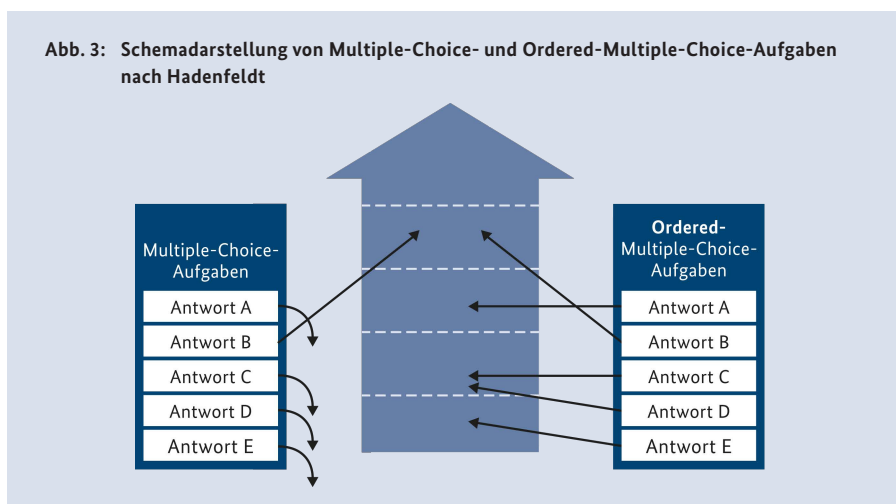 Abb. 3: Schemadarstellung von Multiple-Choice- und Ordered-Multiple-Choice-Aufgaben
nach Hadenfeldt
Multiple-Choice-
Aufgaben
Antwort A
Antwort B
Antwort C
Antwort D
Antwort E
Ordered-
Multiple-Choice-
Aufgaben
Antwort A
Antwort B
Antwort C
Antwort D
Antwort E